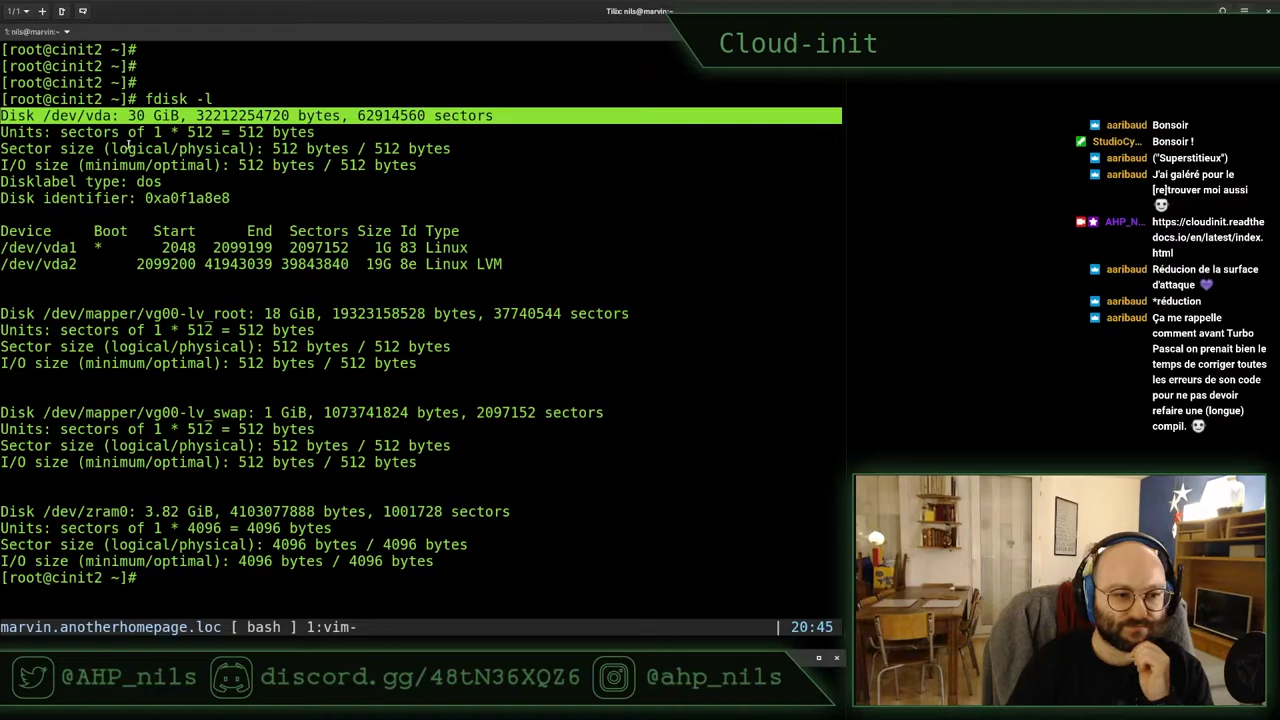 1/1
Tilix: nils@marvin:~
1: nils@marvin:~
Cloud-init
[root@cinit2 ~]#
[root@cinit2 ~]#
[root@cinit2 ~]#
[root@cinit2 ~]# fdisk -l
Disk /dev/vda: 30 GiB, 32212254720 bytes, 62914560 sectors
Units: sectors of 1 * 512 = 512 bytes
Sector size (logical/physical): 512 bytes / 512 bytes
I/O size (minimum/optimal): 512 bytes / 512 bytes
Disklabel type: dos
Disk identifier: 0xa0f1a8e8
Device     Boot   Start      End  Sectors Size Id Type
/dev/vda1  *       2048  2099199  2097152   1G 83 Linux
/dev/vda2       2099200 41943039 39843840  19G 8e Linux LVM
Disk /dev/mapper/vg00-lv_root: 18 GiB, 19323158528 bytes, 37740544 sectors
Units: sectors of 1 * 512 = 512 bytes
Sector size (logical/physical): 512 bytes / 512 bytes
I/O size (minimum/optimal): 512 bytes / 512 bytes
Disk /dev/mapper/vg00-lv_swap: 1 GiB, 1073741824 bytes, 2097152 sectors
Units: sectors of 1 * 512 = 512 bytes
Sector size (logical/physical): 512 bytes / 512 bytes
I/O size (minimum/optimal): 512 bytes / 512 bytes
Disk /dev/zram0: 3.82 GiB, 4103077888 bytes, 1001728 sectors
Units: sectors of 1 * 4096 = 4096 bytes
Sector size (logical/physical): 4096 bytes / 4096 bytes
I/O size (minimum/optimal): 4096 bytes / 4096 bytes
[root@cinit2 ~]#
marvin.anotherhomepage.loc [ bash ] 1:vim- | 20:45
aaribaud Bonsoir
StudioCy... Bonsoir !
aaribaud ("Superstitieux")
aaribaud J'ai galéré pour le
[re]trouver moi aussi
AHP_N... https://cloudinit.readthe
docs.io/en/latest/index.
html
aaribaud Réducion de la surface
d'attaque
aaribaud *réduction
aaribaud Ça me rappelle
comment avant Turbo
Pascal on prenait bien le
temps de corriger toutes
les erreurs de son code
pour ne pas devoir
refaire une (longue)
compil.
@AHP_nils discord.gg/48tN36XQZ6 @ahp_nils